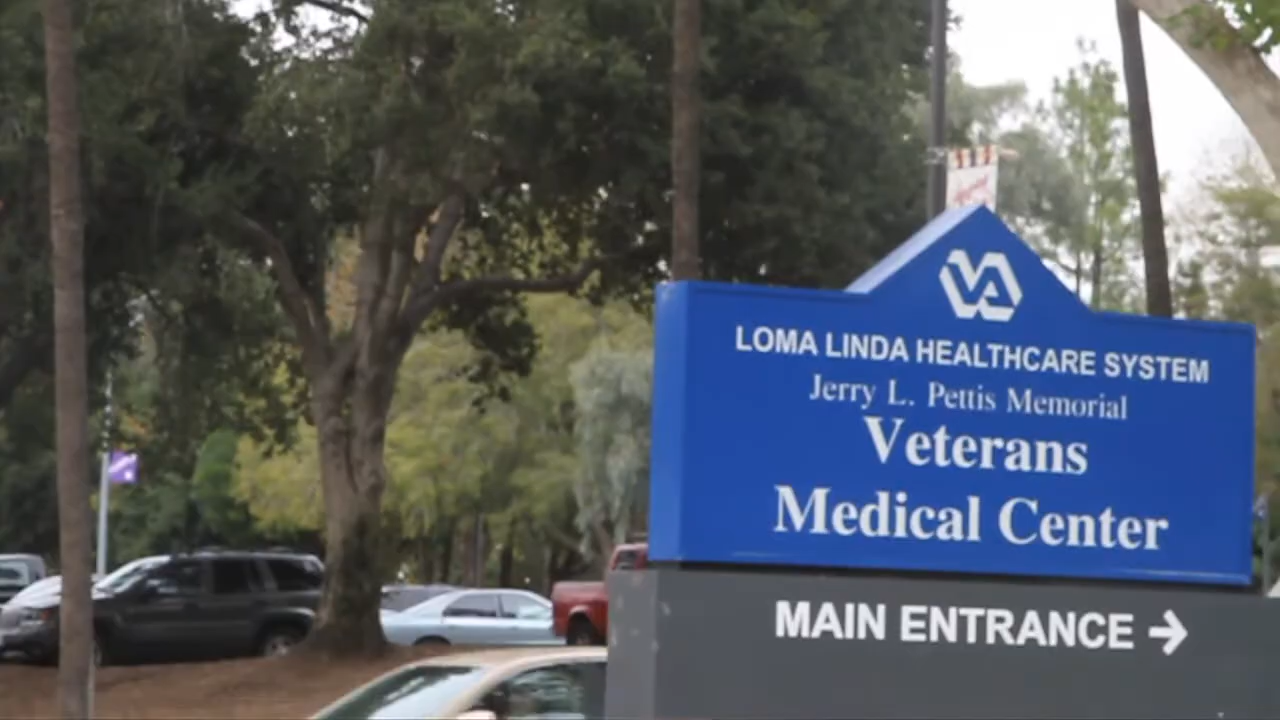 VA
LOMA LINDA HEALTHCARE SYSTEM
Jerry L. Pettis Memorial
Veterans
Medical Center
MAIN ENTRANCE →